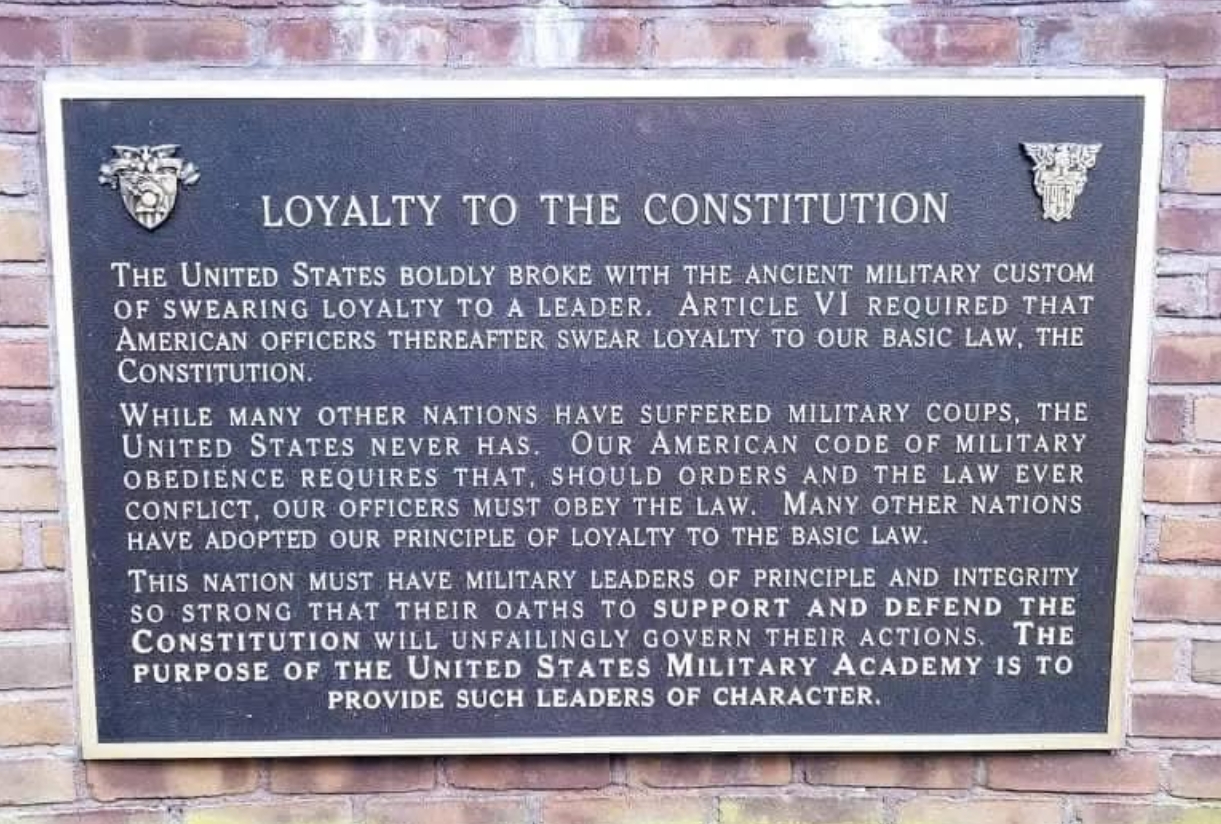 LOYALTY TO THE CONSTITUTION
THE UNITED STATES BOLDLY BROKE WITH THE ANCIENT MILITARY CUSTOM
OF SWEARING LOYALTY TO A LEADER. ARTICLE VI REQUIRED THAT
AMERICAN OFFICERS THEREAFTER SWEAR LOYALTY TO OUR BASIC LAW, THE
CONSTITUTION.
WHILE MANY OTHER NATIONS HAVE SUFFERED MILITARY COUPS, THE
UNITED STATES NEVER HAS. OUR AMERICAN CODE OF MILITARY
OBEDIENCE REQUIRES THAT, SHOULD ORDERS AND THE LAW EVER
CONFLICT, OUR OFFICERS MUST OBEY THE LAW. MANY OTHER NATIONS
HAVE ADOPTED OUR PRINCIPLE OF LOYALTY TO THE BASIC LAW.
THIS NATION MUST HAVE MILITARY LEADERS OF PRINCIPLE AND INTEGRITY
SO STRONG THAT THEIR OATHS TO SUPPORT AND DEFEND THE
CONSTITUTION WILL UNFAILINGLY GOVERN THEIR ACTIONS. THE
PURPOSE OF THE UNITED STATES MILITARY ACADEMY IS TO
PROVIDE SUCH LEADERS OF CHARACTER.